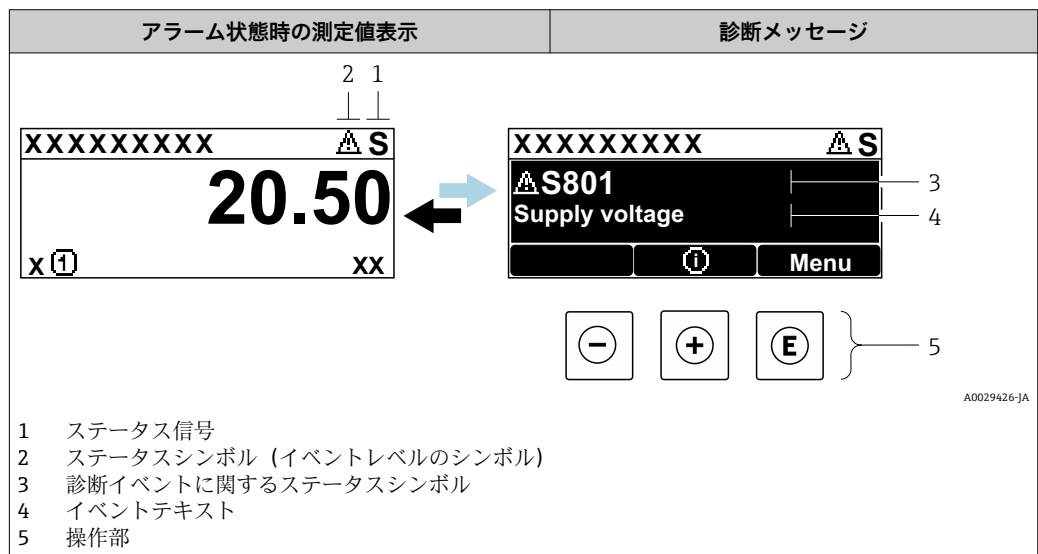 アラーム状態時の測定値表示
診断メッセージ
2 1
XXXXXXXXX ⚠ S
20.50
X ① XX
XXXXXXXXX ⚠ S
⚠S801
Supply voltage
ⓘ Menu
3
4
− + E
5
A0029426-JA
1 ステータス信号
2 ステータスシンボル (イベントレベルのシンボル)
3 診断イベントに関するステータスシンボル
4 イベントテキスト
5 操作部